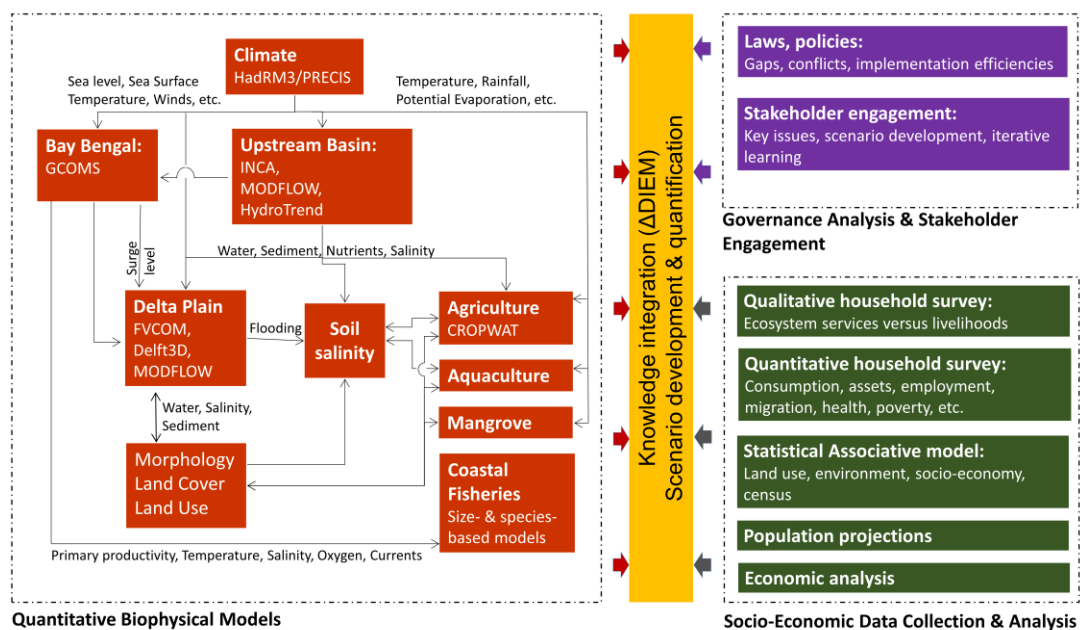 Climate
HadRM3/PRECIS
Sea level, Sea Surface
Temperature, Winds, etc.
Temperature, Rainfall,
Potential Evaporation, etc.
Bay Bengal:
GCOMS
Upstream Basin:
INCA,
MODFLOW,
HydroTrend
Surge
level
Water, Sediment, Nutrients, Salinity
Delta Plain
FVCOM,
Delft3D,
MODFLOW
Flooding
Soil
salinity
Agriculture
CROPWAT
Aquaculture
Mangrove
Water, Salinity,
Sediment
Morphology
Land Cover
Land Use
Coastal
Fisheries
Size- & species-
based models
Primary productivity, Temperature, Salinity, Oxygen, Currents
Quantitative Biophysical Models
Knowledge integration (ΔDIEM)
Scenario development & quantification
Laws, policies:
Gaps, conflicts, implementation efficiencies
Stakeholder engagement:
Key issues, scenario development, iterative
learning
Governance Analysis & Stakeholder
Engagement
Qualitative household survey:
Ecosystem services versus livelihoods
Quantitative household survey:
Consumption, assets, employment,
migration, health, poverty, etc.
Statistical Associative model:
Land use, environment, socio-economy,
census
Population projections
Economic analysis
Socio-Economic Data Collection & Analysis